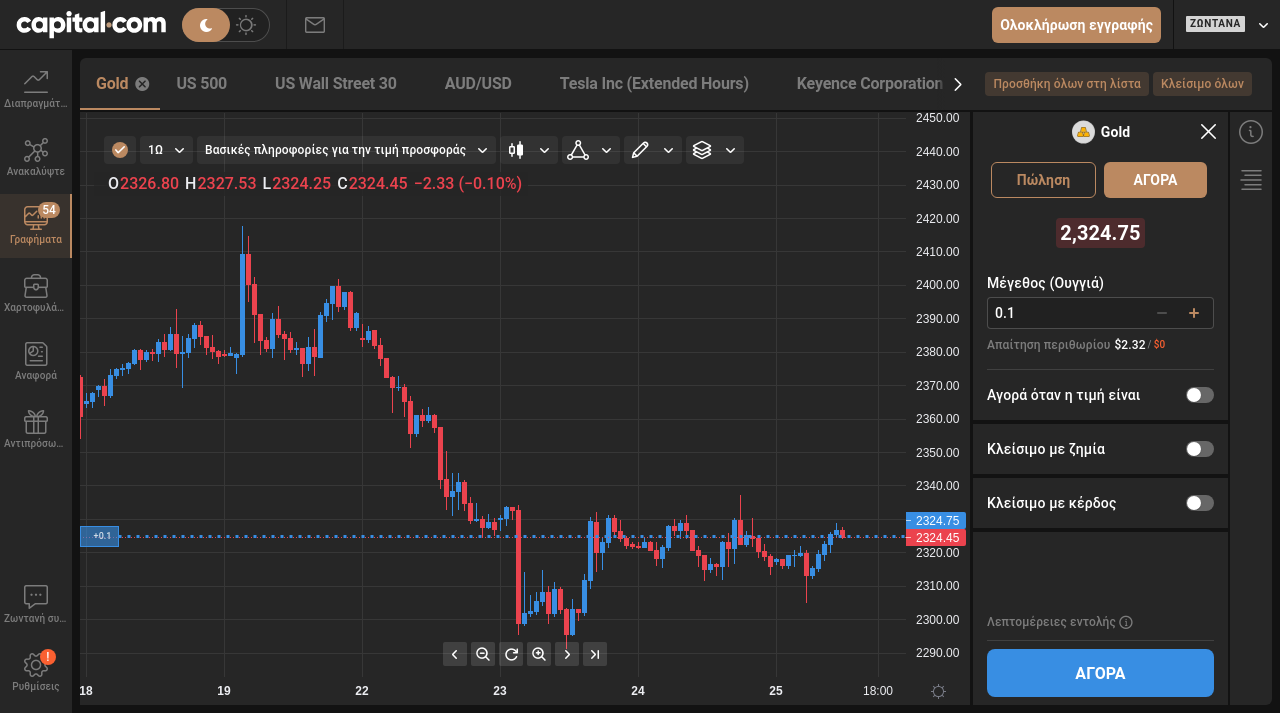 capital.com
Ολοκλήρωση εγγραφής
ΖΩΝΤΑΝΑ
Διαπραγμάτ...
Ανακαλύψτε
54
Γραφήματα
Χαρτοφυλά...
Αναφορά
Αντιπρόσω...
Ζωντανή συ...
!
Ρυθμίσεις
Gold
US 500
US Wall Street 30
AUD/USD
Tesla Inc (Extended Hours)
Keyence Corporation
Προσθήκη όλων στη λίστα
Κλείσιμο όλων
1Ω
Βασικές πληροφορίες για την τιμή προσφοράς
O2326.80 H2327.53 L2324.25 C2324.45 −2.33 (−0.10%)
+0.1
2450.00
2440.00
2430.00
2420.00
2410.00
2400.00
2390.00
2380.00
2370.00
2360.00
2350.00
2340.00
2324.75
2324.45
2320.00
2310.00
2300.00
2290.00
18
19
22
23
24
25
18:00
Gold
Πώληση
ΑΓΟΡΑ
2,324.75
Μέγεθος (Ουγγιά)
0.1
Απαίτηση περιθωρίου $2.32 / $0
Αγορά όταν η τιμή είναι
Κλείσιμο με ζημία
Κλείσιμο με κέρδος
Λεπτομέρειες εντολής
ΑΓΟΡΑ